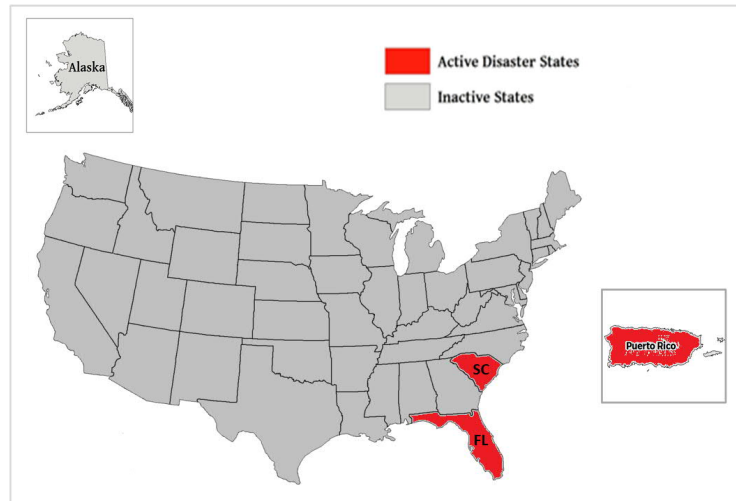 Alaska
Active Disaster States
Inactive States
Puerto Rico
SC
FL